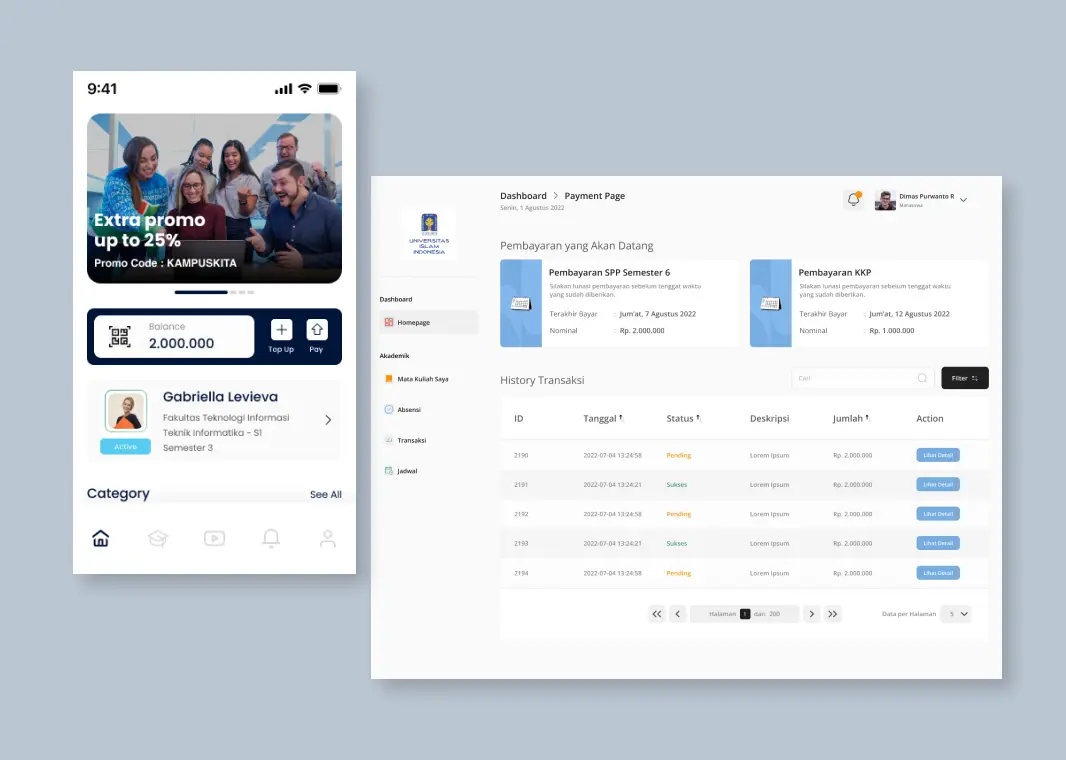 9:41
Extra promo
up to 25%
Promo Code : KAMPUSKITA
Balance
2.000.000
Top Up
Pay
Gabriella Levieva
Fakultas Teknologi Informasi
Teknik Informatika - S1
Semester 3
Active
Category
See All
UNIVERSITAS
ISLAM
INDONESIA
Dashboard
Homepage
Akademik
Mata Kuliah Saya
Absensi
Transaksi
Jadwal
Dashboard > Payment Page
Senin, 1 Agustus 2022
Dimas Purwanto R
Mahasiswa
Pembayaran yang Akan Datang
Pembayaran SPP Semester 6
Silakan lunasi pembayaran sebelum tenggat waktu
yang sudah diberikan.
Terakhir Bayar : Jum'at, 7 Agustus 2022
Nominal : Rp. 2.000,000
Pembayaran KKP
Silakan lunasi pembayaran sebelum tenggat waktu
yang sudah diberikan.
Terakhir Bayar : Jum'at, 12 Agustus 2022
Nominal : Rp. 1.000.000
History Transaksi
Cari
Filter
ID Tanggal Status Deskripsi Jumlah Action
2190 2022-07-04 13:24:58 Pending Lorem Ipsum Rp. 2.000.000 Lihat Detail
2191 2022-07-04 13:24:21 Sukses Lorem Ipsum Rp. 2.000.000 Lihat Detail
2192 2022-07-04 13:24:58 Pending Lorem Ipsum Rp. 2.000.000 Lihat Detail
2193 2022-07-04 13:24:21 Sukses Lorem Ipsum Rp. 2.000.000 Lihat Detail
2194 2022-07-04 13:24:58 Pending Lorem Ipsum Rp. 2.000.000 Lihat Detail
Halaman 1 dari 200
Data per Halaman 5